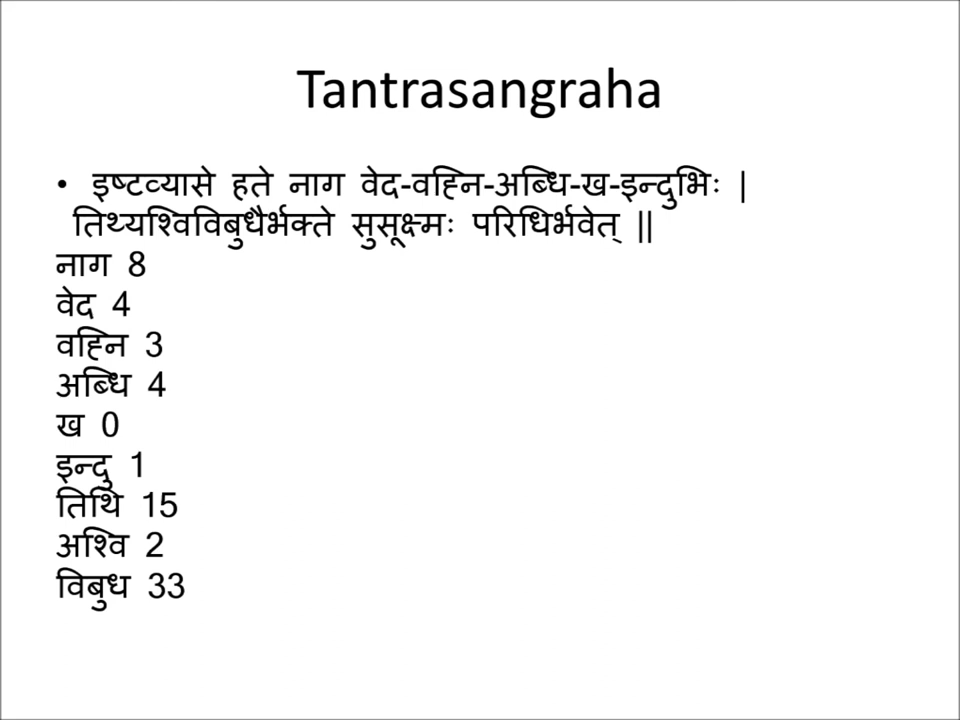 Tantrasangraha
• इष्टव्यासे हते नाग वेद-वह्नि-अब्धि-ख-इन्दुभिः |
तिथ्यश्विविबुधैर्भक्ते सुसूक्ष्मः परिधिर्भवेत् ||
नाग 8
वेद 4
वह्नि 3
अब्धि 4
ख 0
इन्दु 1
तिथि 15
अश्वि 2
विबुध 33